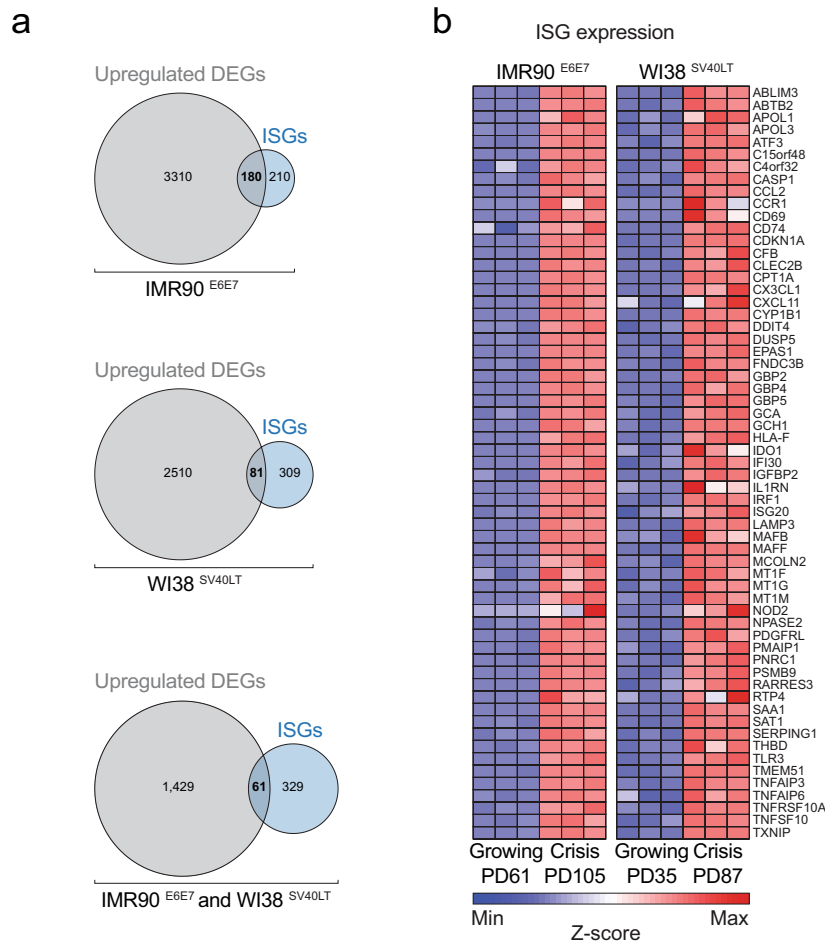 a
Upregulated DEGs
ISGs
3310
180
210
IMR90 E6E7
Upregulated DEGs
ISGs
2510
81
309
WI38 SV40LT
Upregulated DEGs
ISGs
1,429
61
329
IMR90 E6E7 and WI38 SV40LT
b
ISG expression
IMR90 E6E7
WI38 SV40LT
ABLIM3
ABTB2
APOL1
APOL3
ATF3
C15orf48
C4orf32
CASP1
CCL2
CCR1
CD69
CD74
CDKN1A
CFB
CLEC2B
CPT1A
CX3CL1
CXCL11
CYP1B1
DDIT4
DUSP5
EPAS1
FNDC3B
GBP2
GBP4
GBP5
GCA
GCH1
HLA-F
IDO1
IFI30
IGFBP2
IL1RN
IRF1
ISG20
LAMP3
MAFB
MAFF
MCOLN2
MT1F
MT1G
MT1M
NOD2
NPASE2
PDGFRL
PMAIP1
PNRC1
PSMB9
RARRES3
RTP4
SAA1
SAT1
SERPING1
THBD
TLR3
TMEM51
TNFAIP3
TNFAIP6
TNFRSF10A
TNFSF10
TXNIP
Growing Crisis Growing Crisis
PD61 PD105 PD35 PD87
Min Max
Z-score